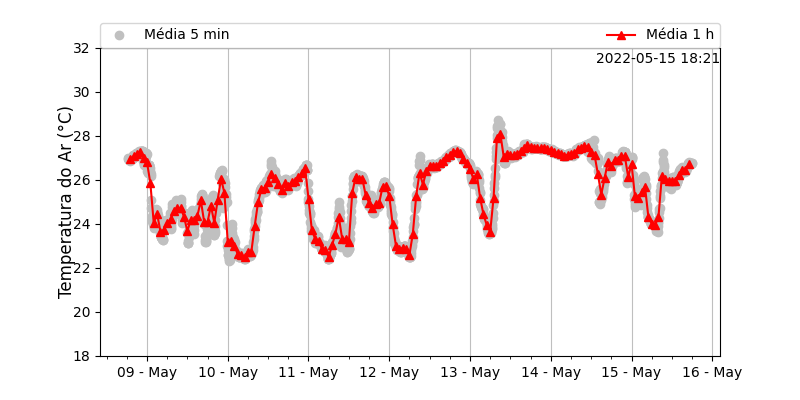 Média 5 min
Média 1 h
2022-05-15 18:21
Temperatura do Ar (°C)
32
30
28
26
24
22
20
18
09 - May
10 - May
11 - May
12 - May
13 - May
14 - May
15 - May
16 - May